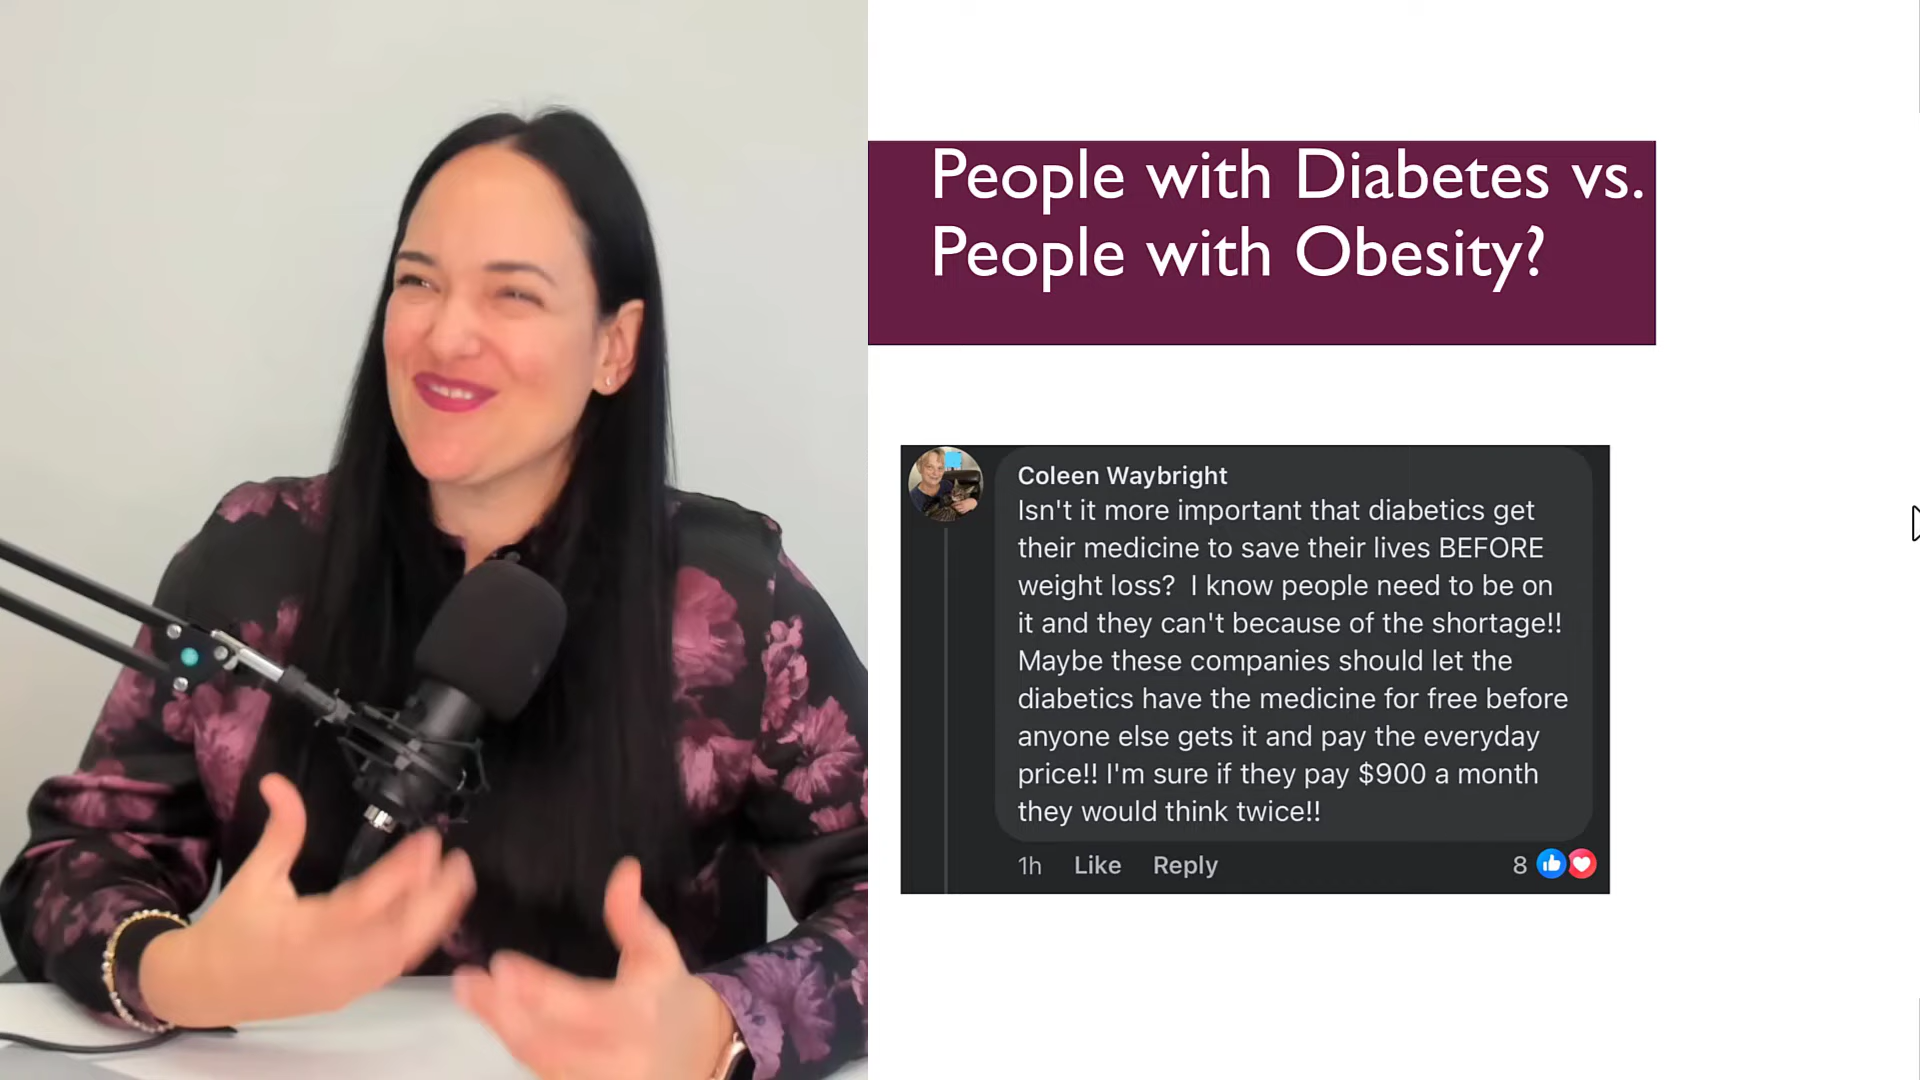 People with Diabetes vs.
People with Obesity?
Coleen Waybright
Isn't it more important that diabetics get
their medicine to save their lives BEFORE
weight loss?  I know people need to be on
it and they can't because of the shortage!!
Maybe these companies should let the
diabetics have the medicine for free before
anyone else gets it and pay the everyday
price!! I'm sure if they pay $900 a month
they would think twice!!
1h Like Reply 8